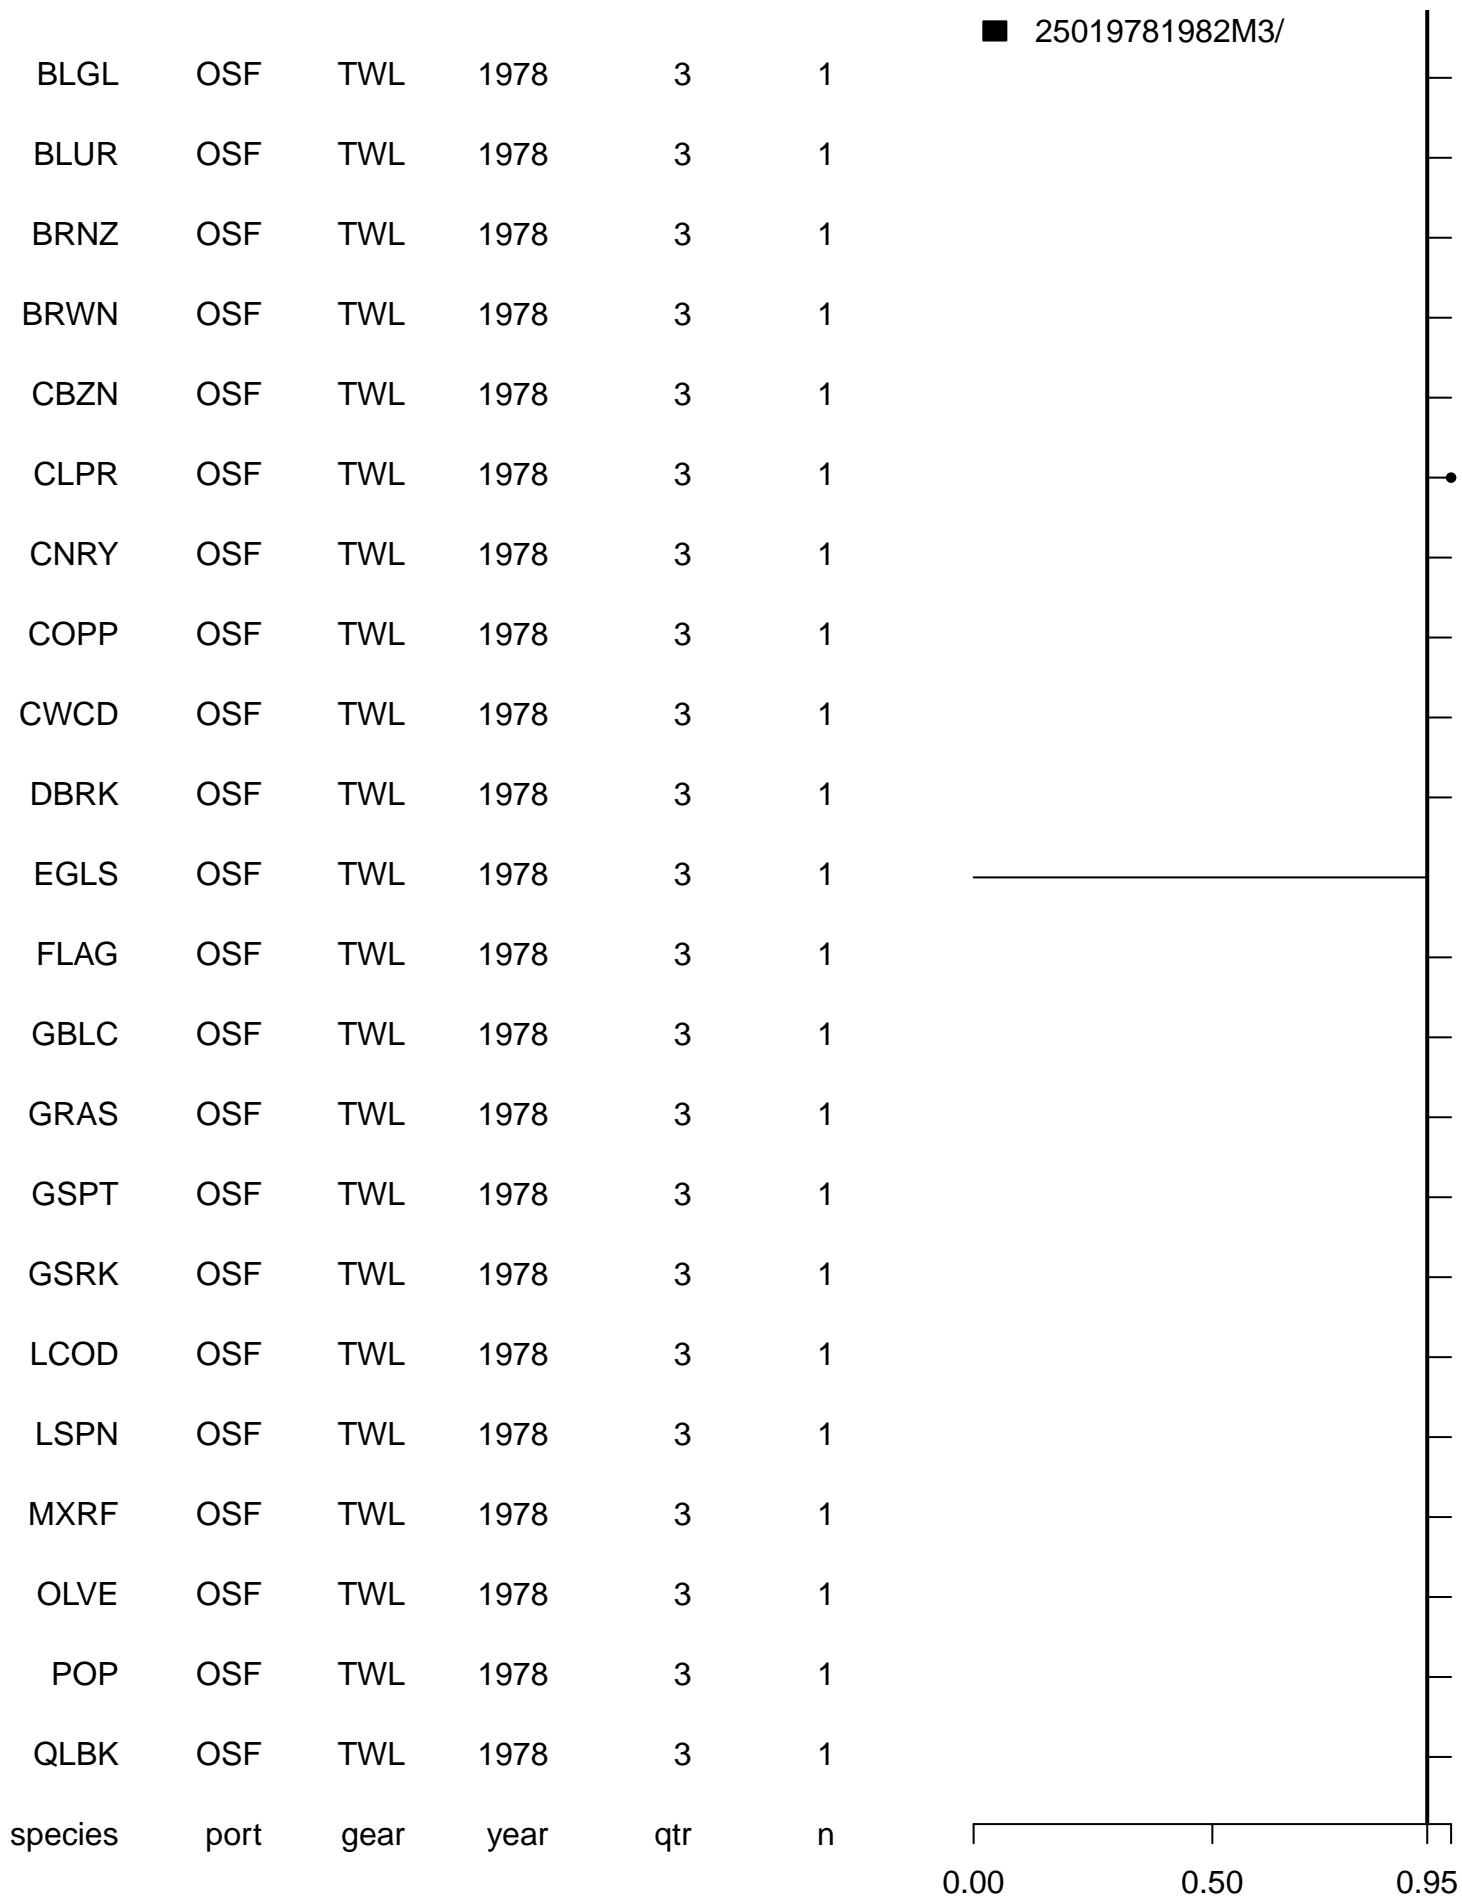 25019781982M3/
BLGL OSF TWL 1978 3 1
BLUR OSF TWL 1978 3 1
BRNZ OSF TWL 1978 3 1
BRWN OSF TWL 1978 3 1
CBZN OSF TWL 1978 3 1
CLPR OSF TWL 1978 3 1
CNRY OSF TWL 1978 3 1
COPP OSF TWL 1978 3 1
CWCD OSF TWL 1978 3 1
DBRK OSF TWL 1978 3 1
EGLS OSF TWL 1978 3 1
FLAG OSF TWL 1978 3 1
GBLC OSF TWL 1978 3 1
GRAS OSF TWL 1978 3 1
GSPT OSF TWL 1978 3 1
GSRK OSF TWL 1978 3 1
LCOD OSF TWL 1978 3 1
LSPN OSF TWL 1978 3 1
MXRF OSF TWL 1978 3 1
OLVE OSF TWL 1978 3 1
POP OSF TWL 1978 3 1
QLBK OSF TWL 1978 3 1
species port gear year qtr n
0.00 0.50 0.95